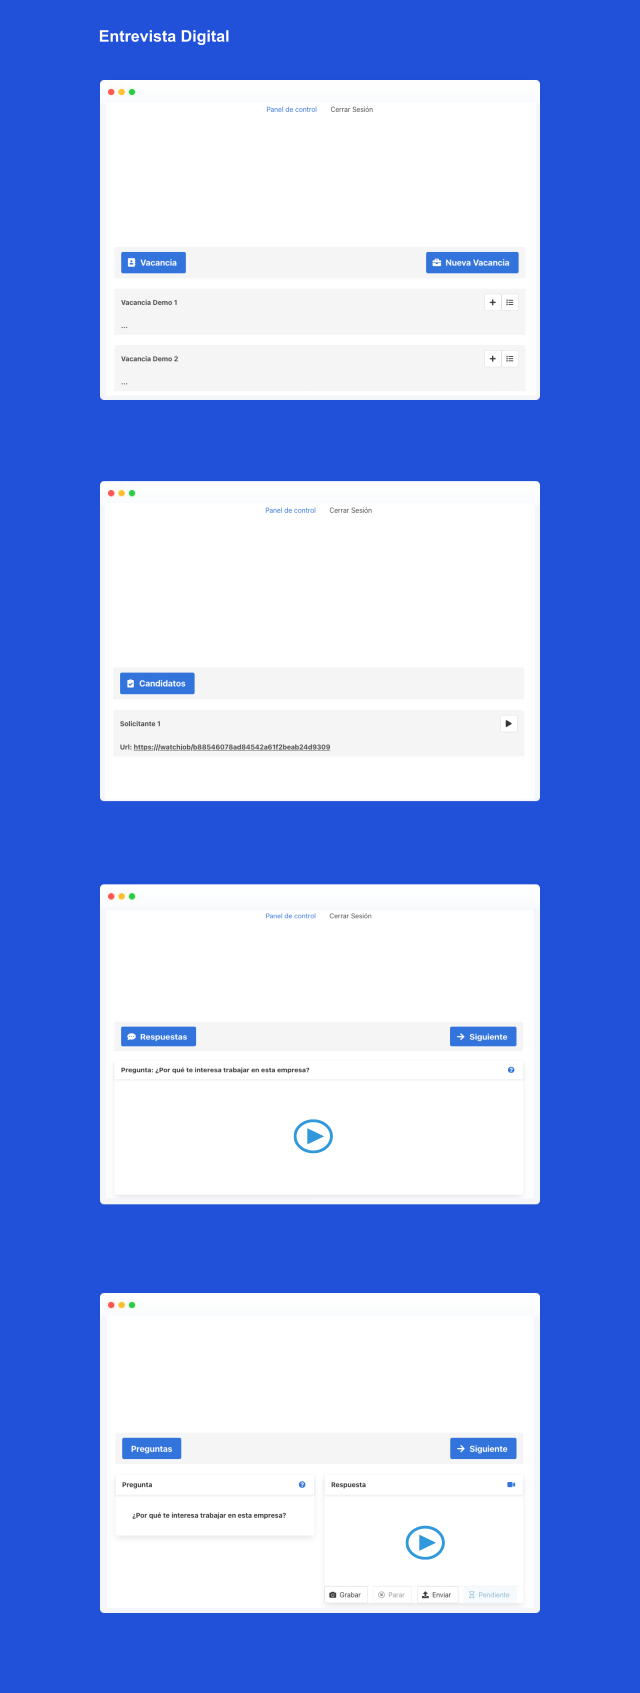 Entrevista Digital
Panel de control Cerrar Sesión
Vacancia Nueva Vacancia
Vacancia Demo 1
...
Vacancia Demo 2
...
Panel de control Cerrar Sesión
Candidatos
Solicitante 1
Url: https:///watchjob/b88546078ad84542a61f2beab24d9309
Panel de control Cerrar Sesión
Respuestas Siguiente
Pregunta: ¿Por qué te interesa trabajar en esta empresa?
Preguntas Siguiente
Pregunta Respuesta
¿Por qué te interesa trabajar en esta empresa?
Grabar Parar Enviar Pendiente